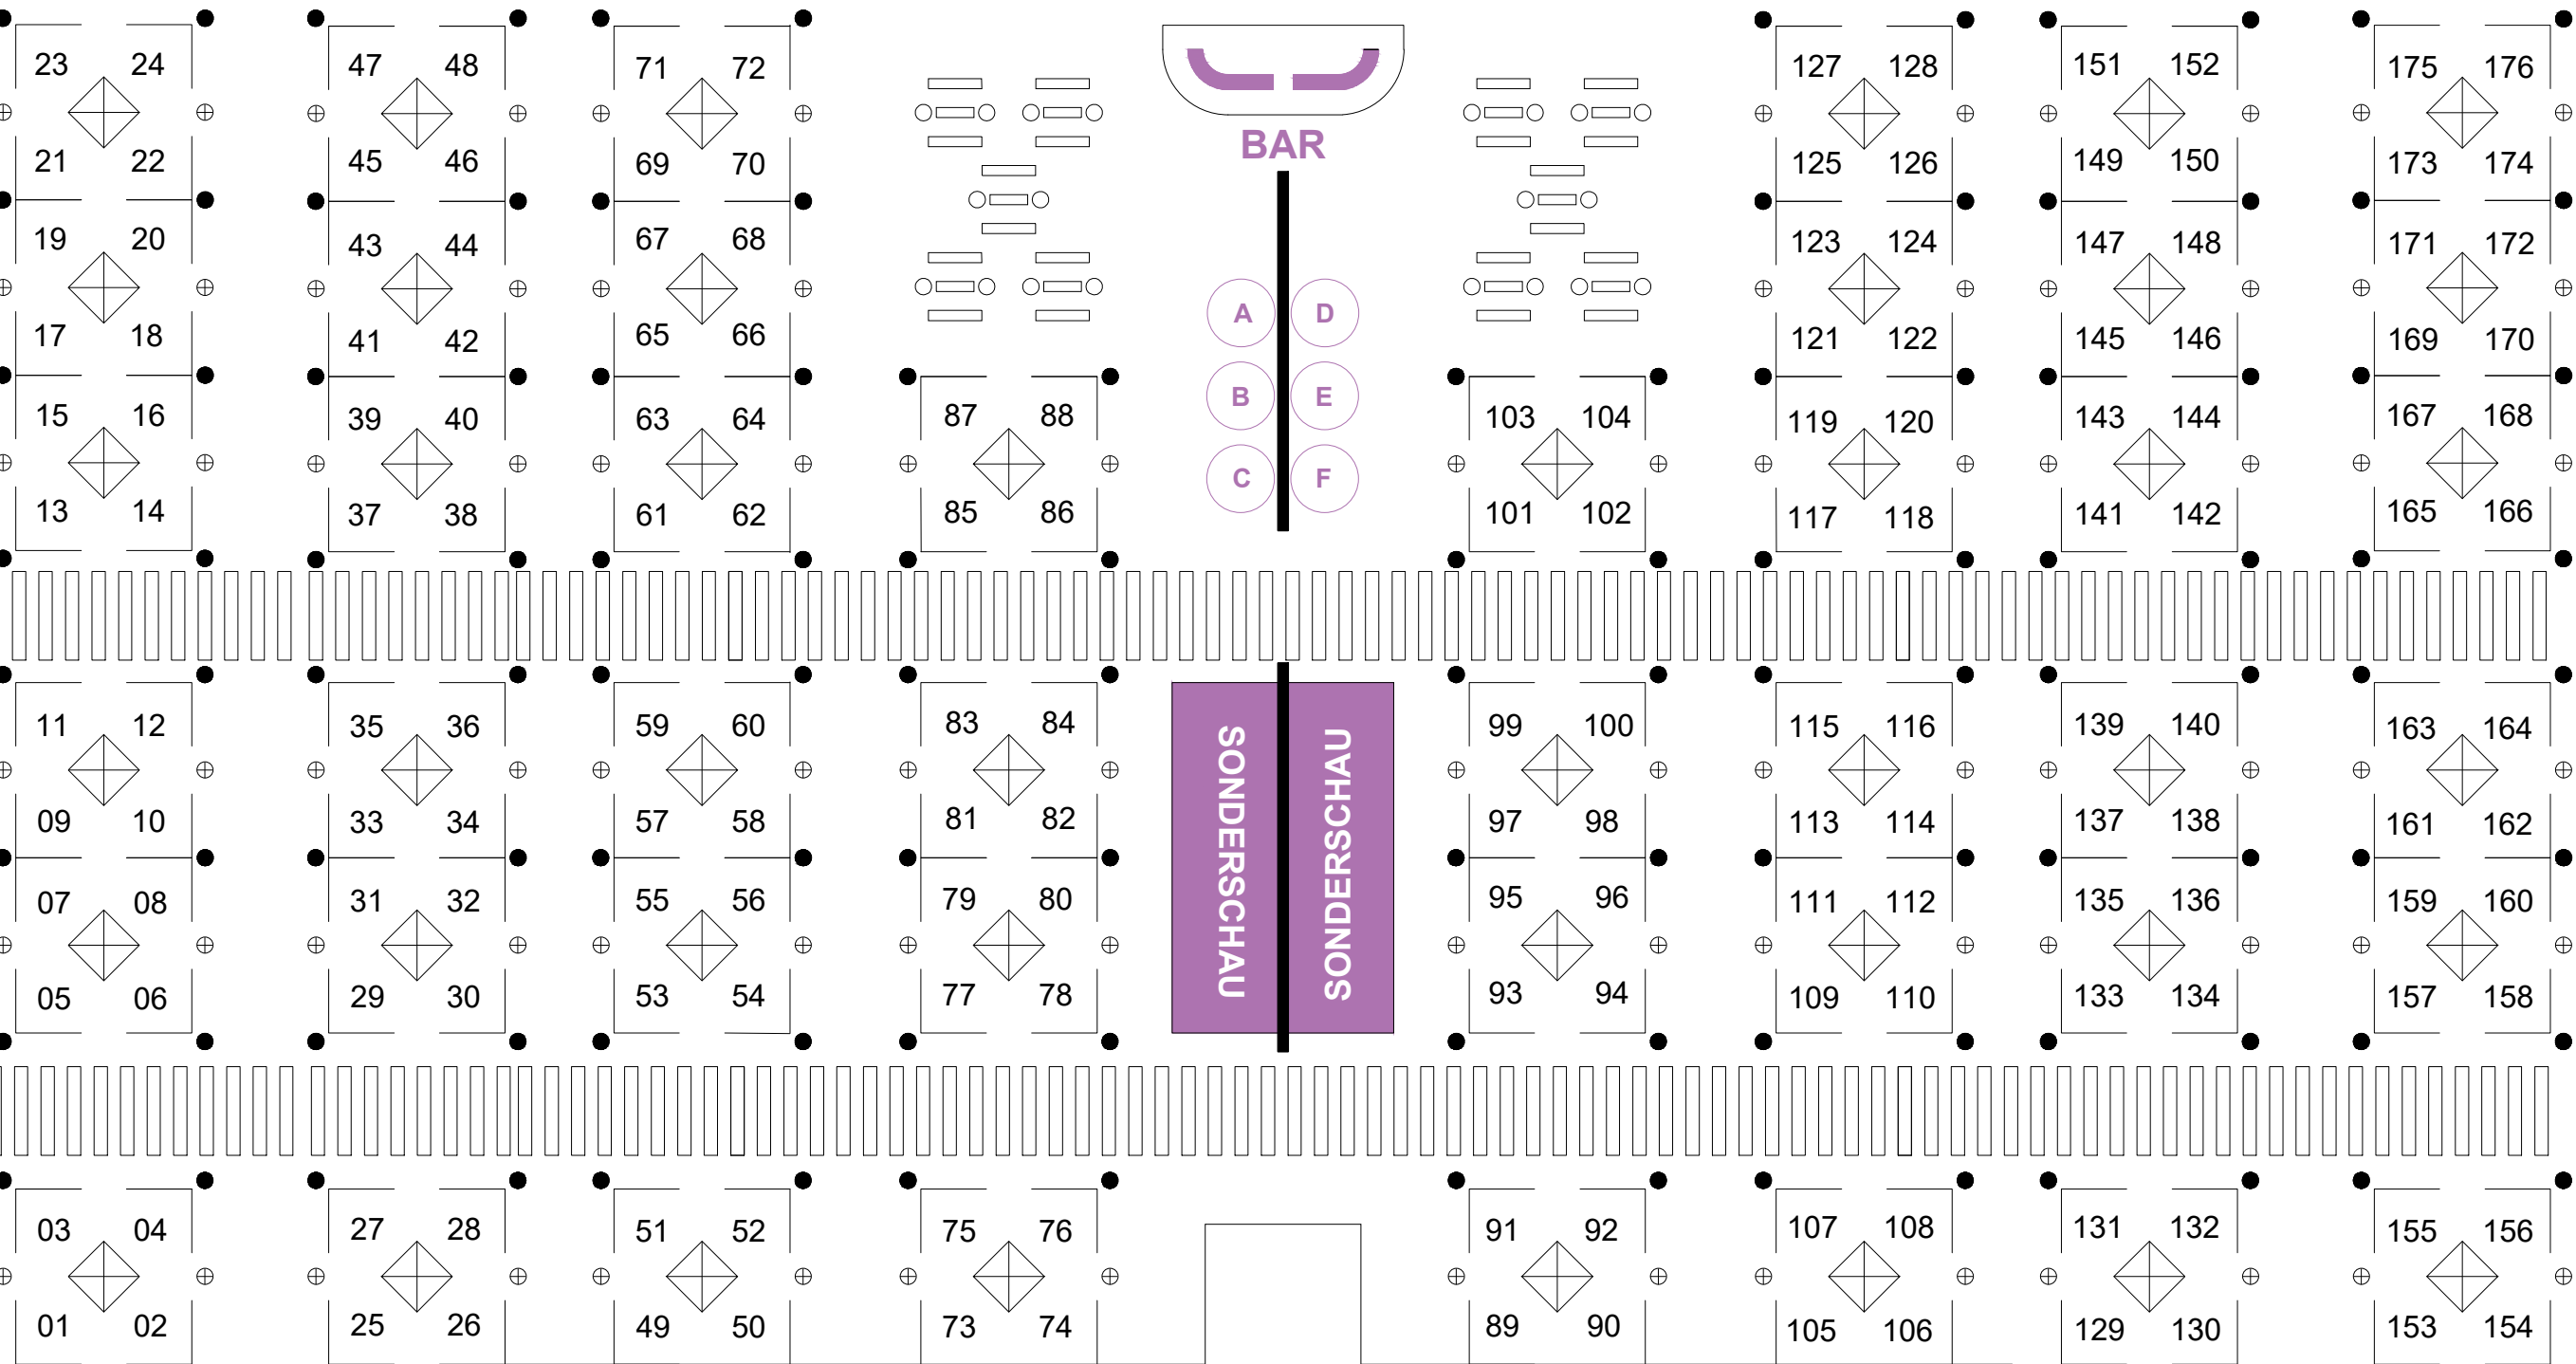 23 24 47 48 71 72 127 128 151 152 175 176
BAR
21 22 45 46 69 70 125 126 149 150 173 174
19 20 43 44 67 68 123 124 147 148 171 172
A D
17 18 41 42 65 66 121 122 145 146 169 170
B E
15 16 39 40 63 64 87 88 103 104 119 120 143 144 167 168
C F
13 14 37 38 61 62 85 86 101 102 117 118 141 142 165 166
11 12 35 36 59 60 83 84 99 100 115 116 139 140 163 164
SONDERSCHAU
SONDERSCHAU
09 10 33 34 57 58 81 82 97 98 113 114 137 138 161 162
07 08 31 32 55 56 79 80 95 96 111 112 135 136 159 160
05 06 29 30 53 54 77 78 93 94 109 110 133 134 157 158
03 04 27 28 51 52 75 76 91 92 107 108 131 132 155 156
01 02 25 26 49 50 73 74 89 90 105 106 129 130 153 154